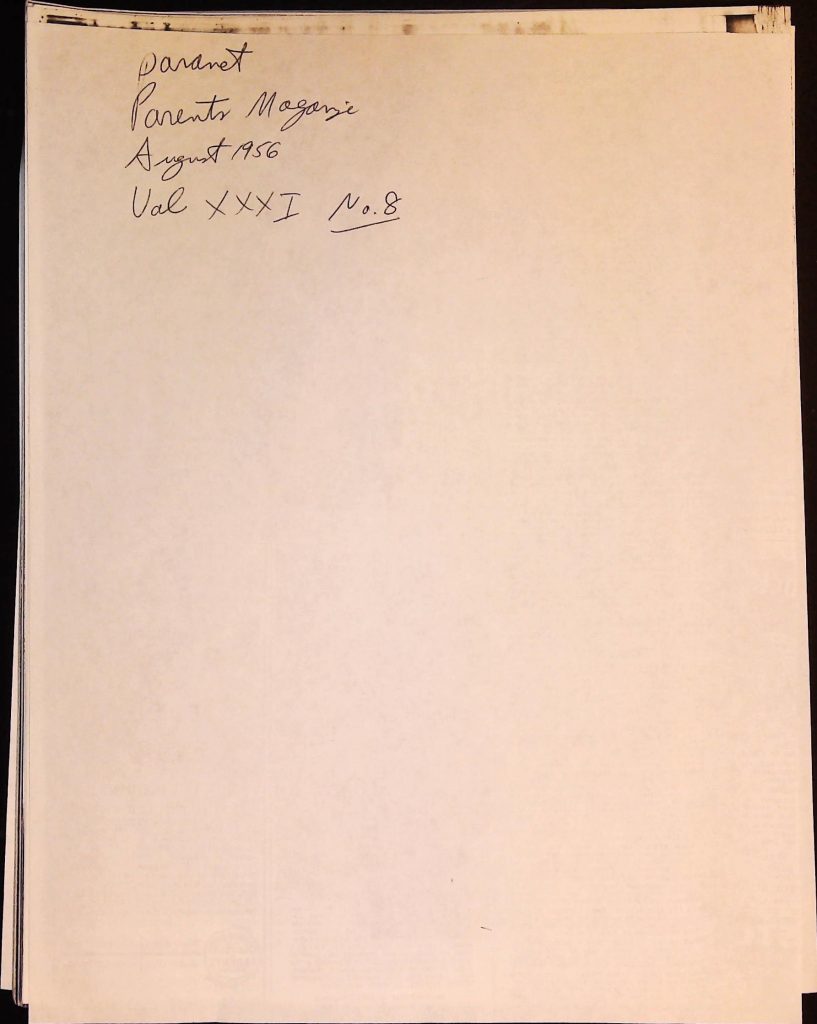 paranet
Parents Magazine
August 1956
Vol XXXI No. 8